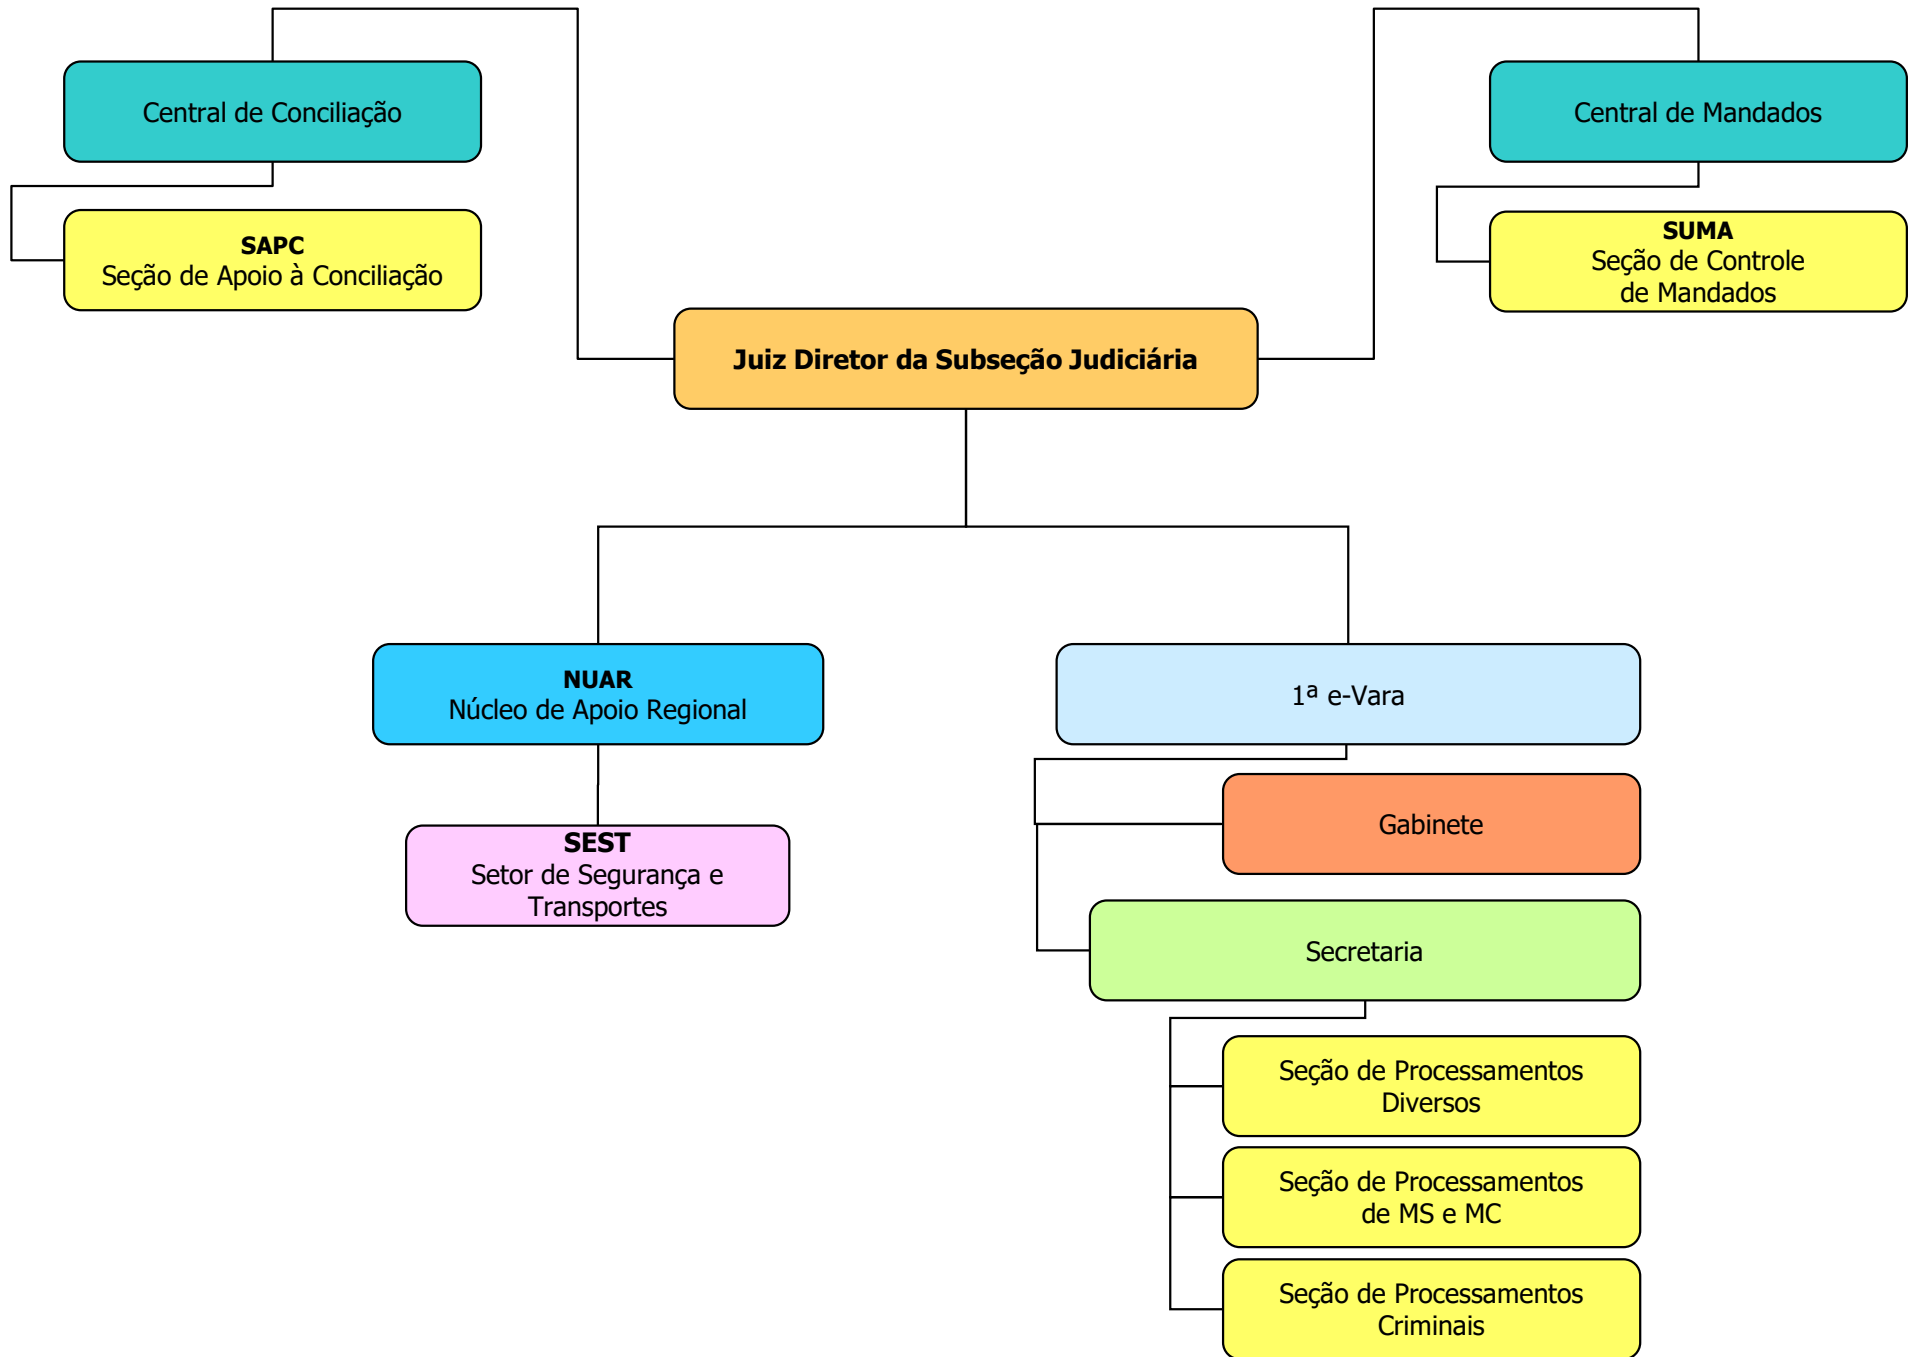 Central de Conciliação
Central de Mandados
SAPC
Seção de Apoio à Conciliação
SUMA
Seção de Controle
de Mandados
Juiz Diretor da Subseção Judiciária
NUAR
Núcleo de Apoio Regional
1ª e-Vara
SEST
Setor de Segurança e
Transportes
Gabinete
Secretaria
Seção de Processamentos
Diversos
Seção de Processamentos
de MS e MC
Seção de Processamentos
Criminais